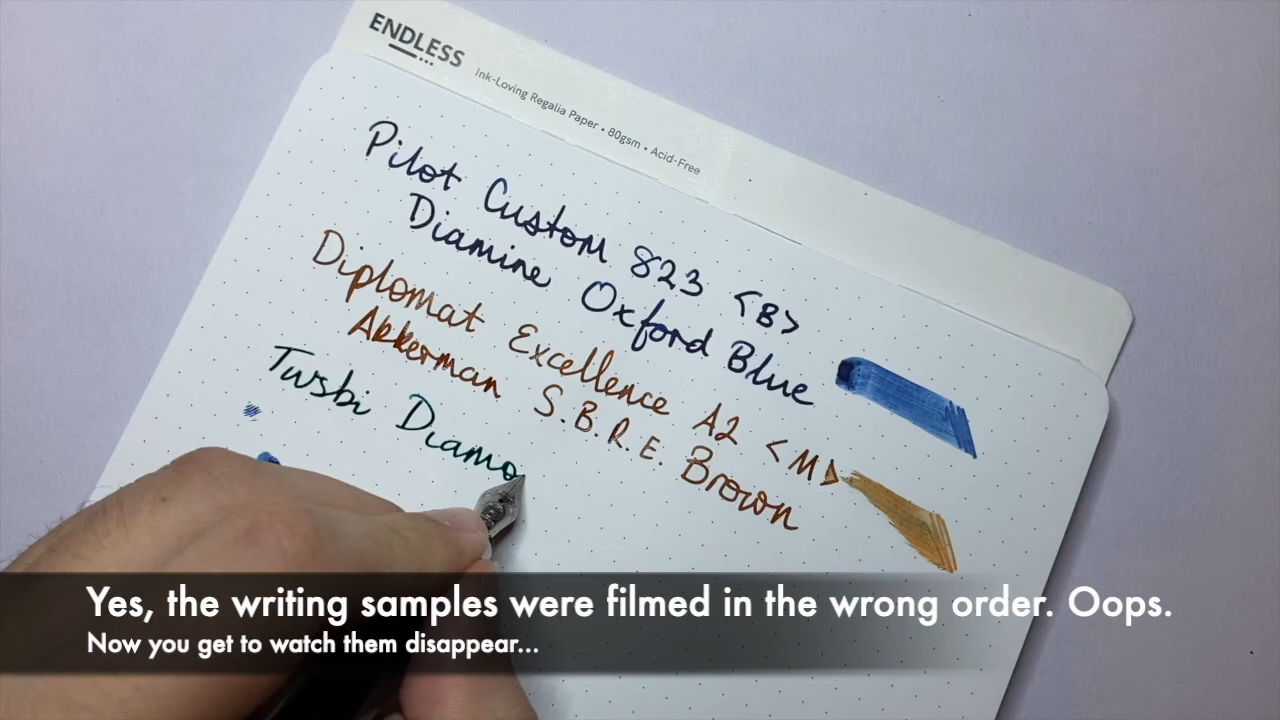 ENDLESS
Ink-Loving Regalia Paper • 80gsm • Acid-Free
Pilot Custom 823 <B>
Diamine Oxford Blue
Diplomat Excellence A2 <M>
Akkerman S.B.R.E. Brown
Twsbi Diamo
Yes, the writing samples were filmed in the wrong order. Oops.
Now you get to watch them disappear...